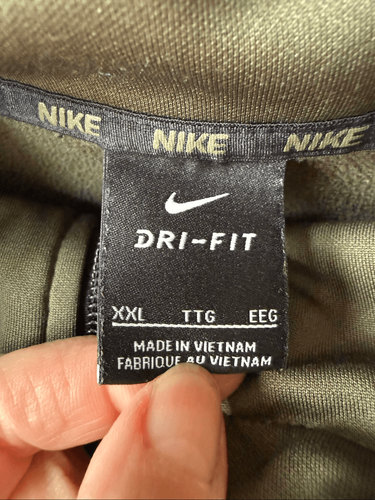 NIKE NIKE NIKE
DRI-FIT
XXL TTG EEG
MADE IN VIETNAM
FABRIQUE AU VIETNAM